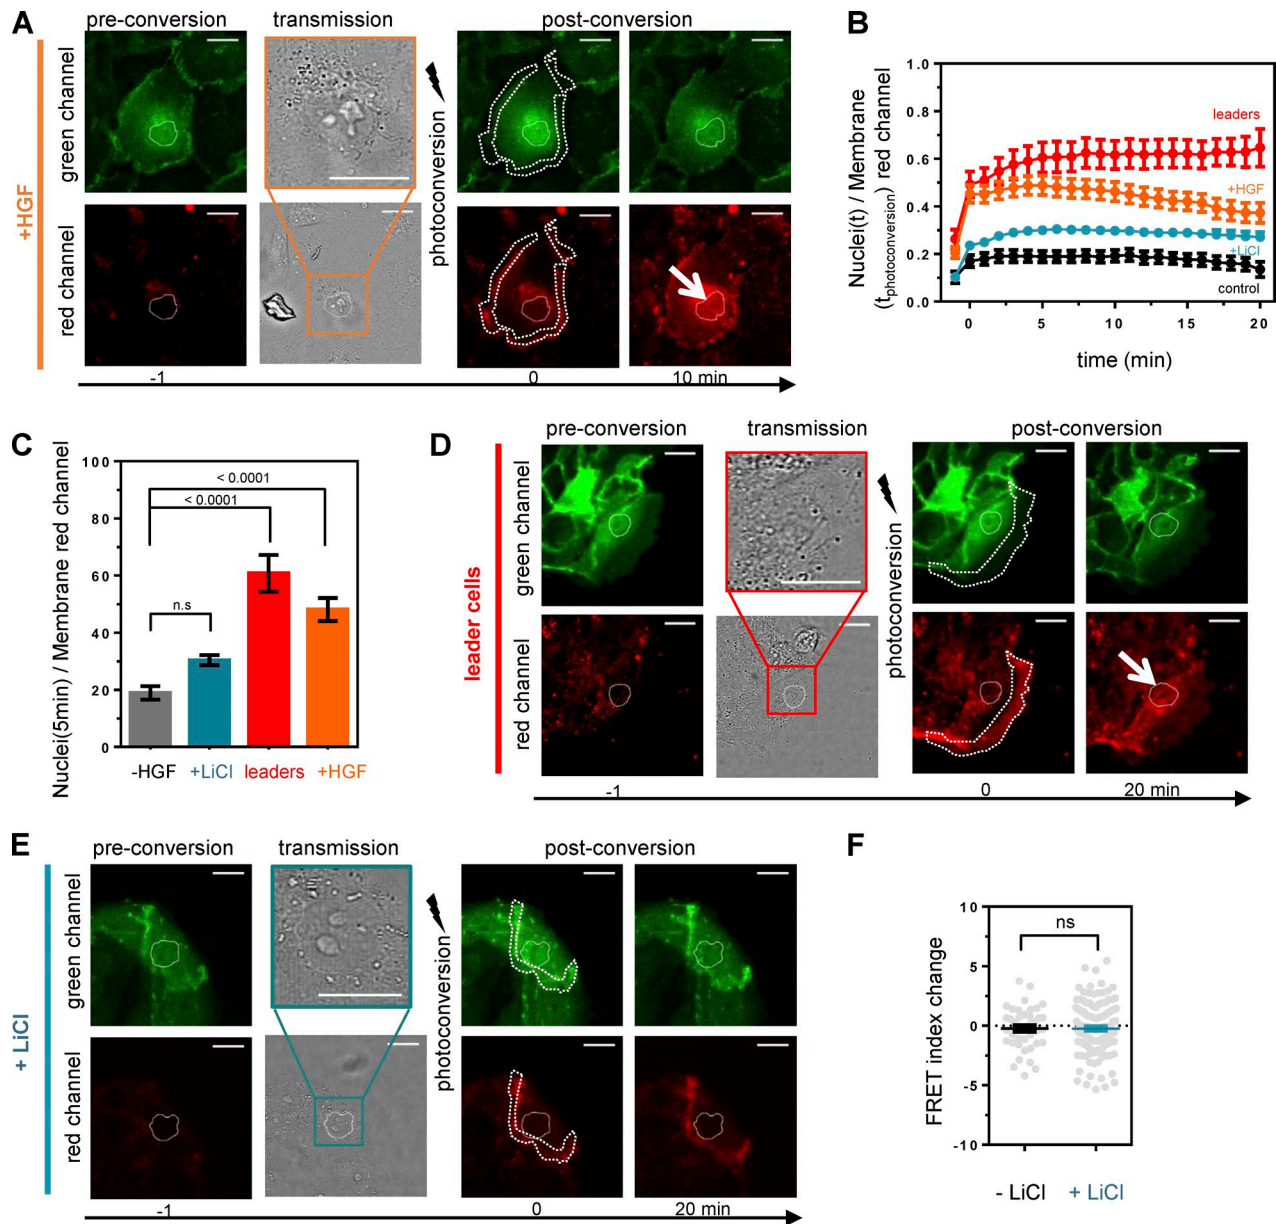 A
pre-conversion
transmission
post-conversion
+HGF
green channel
red channel
photoconversion
-1
0
10 min
B
Nuclei(t) / Membrane
(tphotoconversion) red channel
1.0
0.8
0.6
0.4
0.2
0.0
leaders
+HGF
+LiCl
control
0
5
10
15
20
time (min)
C
Nuclei(5min) / Membrane red channel
100
80
60
40
20
0
< 0.0001
< 0.0001
n.s
-HGF
+LiCl
leaders
+HGF
D
pre-conversion
transmission
post-conversion
leader cells
green channel
red channel
photoconversion
-1
0
20 min
E
pre-conversion
transmission
post-conversion
+ LiCl
green channel
red channel
photoconversion
-1
0
20 min
F
FRET index change
10
5
0
-5
-10
ns
- LiCl
+ LiCl